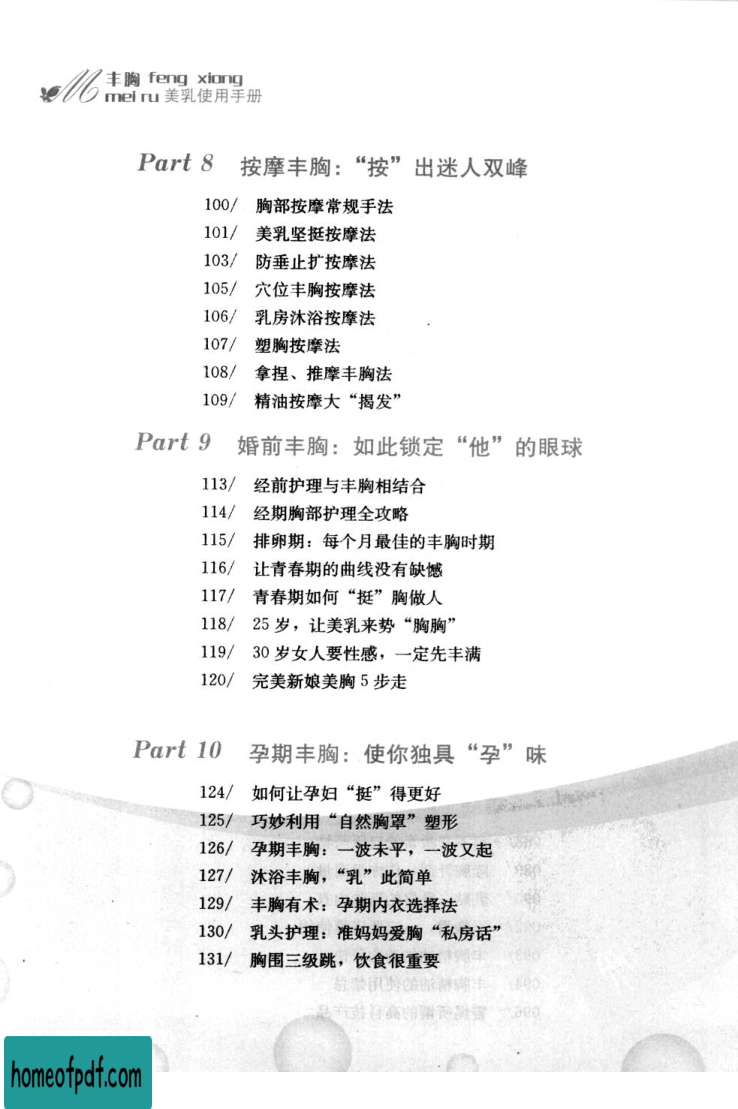 丰胸 feng xiong
mei ru 美乳使用手册
Part 8 按摩丰胸：“按”出迷人双峰
100/ 胸部按摩常规手法
101/ 美乳坚挺按摩法
103/ 防垂止扩按摩法
105/ 穴位丰胸按摩法
106/ 乳房沐浴按摩法
107/ 塑胸按摩法
108/ 拿捏、推摩丰胸法
109/ 精油按摩大“揭发”
Part 9 婚前丰胸：如此锁定“他”的眼球
113/ 经前护理与丰胸相结合
114/ 经期胸部护理全攻略
115/ 排卵期：每个月最佳的丰胸时期
116/ 让青春期的曲线没有缺憾
117/ 青春期如何“挺”胸做人
118/ 25岁，让美乳来势“胸胸”
119/ 30岁女人要性感，一定先丰满
120/ 完美新娘美胸5步走
Part 10 孕期丰胸：使你独具“孕”味
124/ 如何让孕妇“挺”得更好
125/ 巧妙利用“自然胸罩”塑形
126/ 孕期丰胸：一波未平，一波又起
127/ 沐浴丰胸，“乳”此简单
129/ 丰胸有术：孕期内衣选择法
130/ 乳头护理：准妈妈爱胸“私房话”
131/ 胸围三级跳，饮食很重要
homeofpdf.com